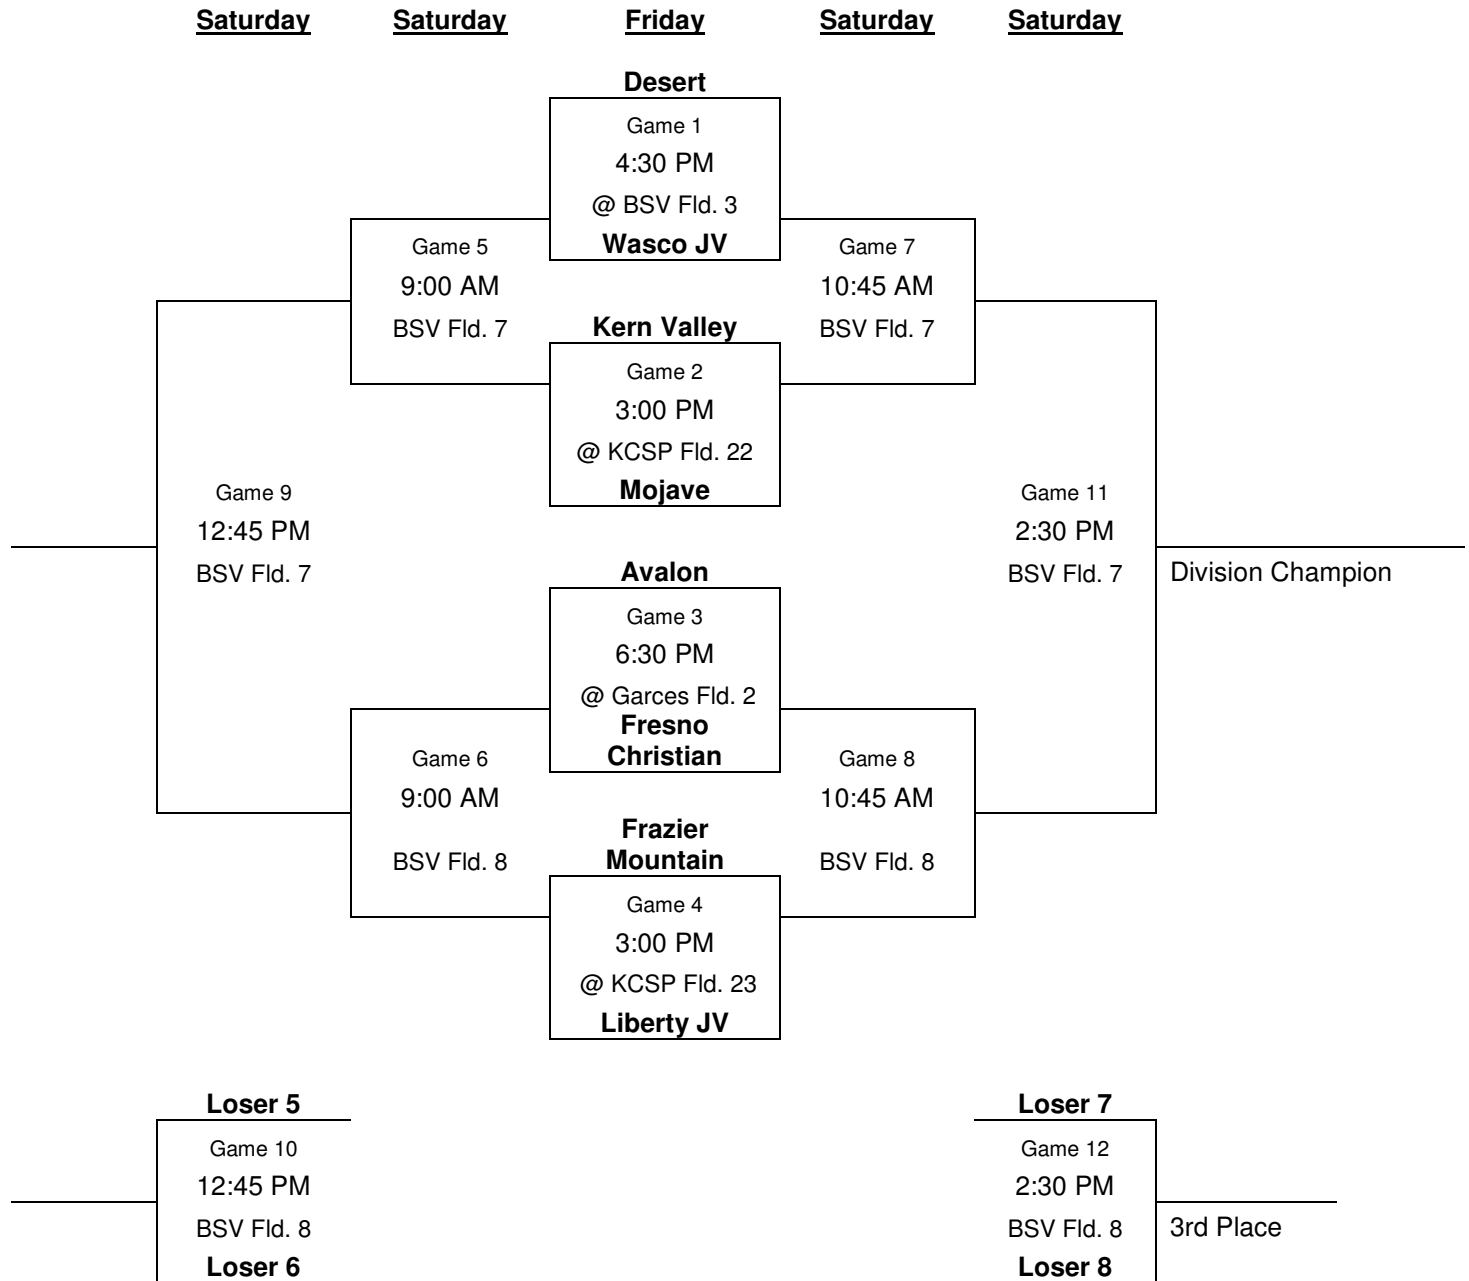 Saturday Saturday Friday Saturday Saturday
Desert
Game 1
4:30 PM
@ BSV Fld. 3
Wasco JV
Game 5
9:00 AM
BSV Fld. 7
Game 7
10:45 AM
BSV Fld. 7
Kern Valley
Game 2
3:00 PM
@ KCSP Fld. 22
Mojave
Game 9
12:45 PM
BSV Fld. 7
Game 11
2:30 PM
BSV Fld. 7
Division Champion
Avalon
Game 3
6:30 PM
@ Garces Fld. 2
Fresno
Christian
Game 6
9:00 AM
BSV Fld. 8
Game 8
10:45 AM
BSV Fld. 8
Frazier
Mountain
Game 4
3:00 PM
@ KCSP Fld. 23
Liberty JV
Loser 5
Game 10
12:45 PM
BSV Fld. 8
Loser 6
Loser 7
Game 12
2:30 PM
BSV Fld. 8
3rd Place
Loser 8